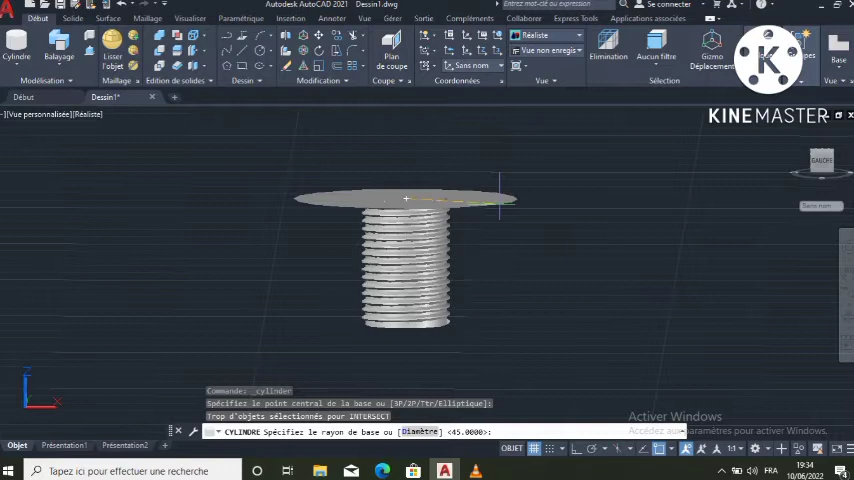 Autodesk AutoCAD 2021 Dessin1.dwg
Entrez mot-clé ou expression
Se connecter
Début Maillage Visualiser Paramétrique Insertion Annoter Vue Gérer Sortie Compléments Collaborer Express Tools Applications associées
Cylindre Balayage Lisser l'objet Plan de coupe Réaliste
Vue non enregis
Sans nom
Elimination Aucun filtre Gizmo Déplacement Base
Modélisation Maillage Edition de solides Dessin Modification Coupe Coordonnées Vue Sélection Vue
K
KINEMASTER
Début Dessin1*
-][Vue personnalisée][Réaliste]
GAUCHE
Sans nom
Z
X
Commande: _cylinder
Spécifiez le point central de la base ou [3P/2P/Ttr/Elliptique]:
Trop d'objets sélectionnés pour INTERSECT
CYLINDRE Spécifiez le rayon de base ou [Diamètre] <45.0000>:
Activer Windows
Accédez aux paramètres pour activer Windows.
Objet Présentation1 Présentation2
OBJET 1:1
Tapez ici pour effectuer une recherche
FRA
19:34
10/06/2022
4